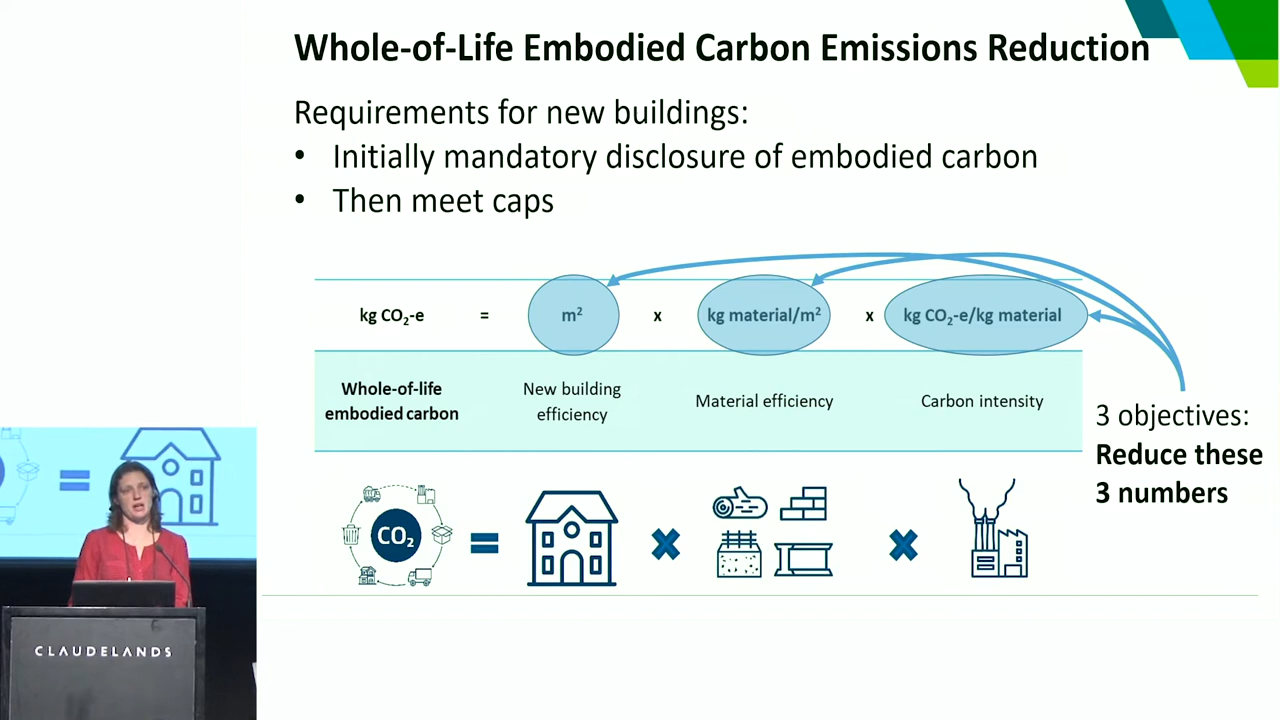 Whole-of-Life Embodied Carbon Emissions Reduction
Requirements for new buildings:
• Initially mandatory disclosure of embodied carbon
• Then meet caps
kg CO₂-e = m² x kg material/m² x kg CO₂-e/kg material
Whole-of-life
embodied carbon
New building
efficiency
Material efficiency
Carbon intensity
3 objectives:
Reduce these
3 numbers
CO₂
CLAUDELANDS